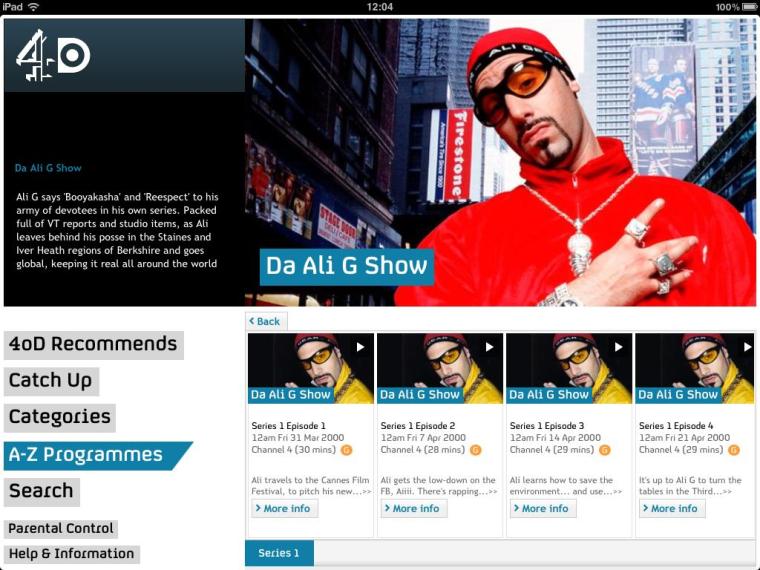 iPad 12:04 100%
4oD
Da Ali G Show
Ali G says 'Booyakasha' and 'Reespect' to his
army of devotees in his own series. Packed
full of VT reports and studio items, as Ali
leaves behind his posse in the Staines and
Iver Heath regions of Berkshire and goes
global, keeping it real all around the world
ALI G
Firestone
America's Tire Since 1900
STAGE DOOR
DELI
Da Ali G Show
4oD Recommends
Catch Up
Categories
A-Z Programmes
Search
Parental Control
Help & Information
Back
Da Ali G Show
Series 1 Episode 1
12am Fri 31 Mar 2000
Channel 4 (30 mins) G
Ali travels to the Cannes Film
Festival, to pitch his new...>>
More info
Da Ali G Show
Series 1 Episode 2
12am Fri 7 Apr 2000
Channel 4 (28 mins) G
Ali gets the low-down on the
FB, Aiiii. There's rapping...>>
More info
Da Ali G Show
Series 1 Episode 3
12am Fri 14 Apr 2000
Channel 4 (29 mins) G
Ali learns how to save the
environment... and use...>>
More info
Da Ali G Show
Series 1 Episode 4
12am Fri 21 Apr 2000
Channel 4 (29 mins) G
It's up to Ali G to turn the
tables in the Third...>>
More info
Series 1